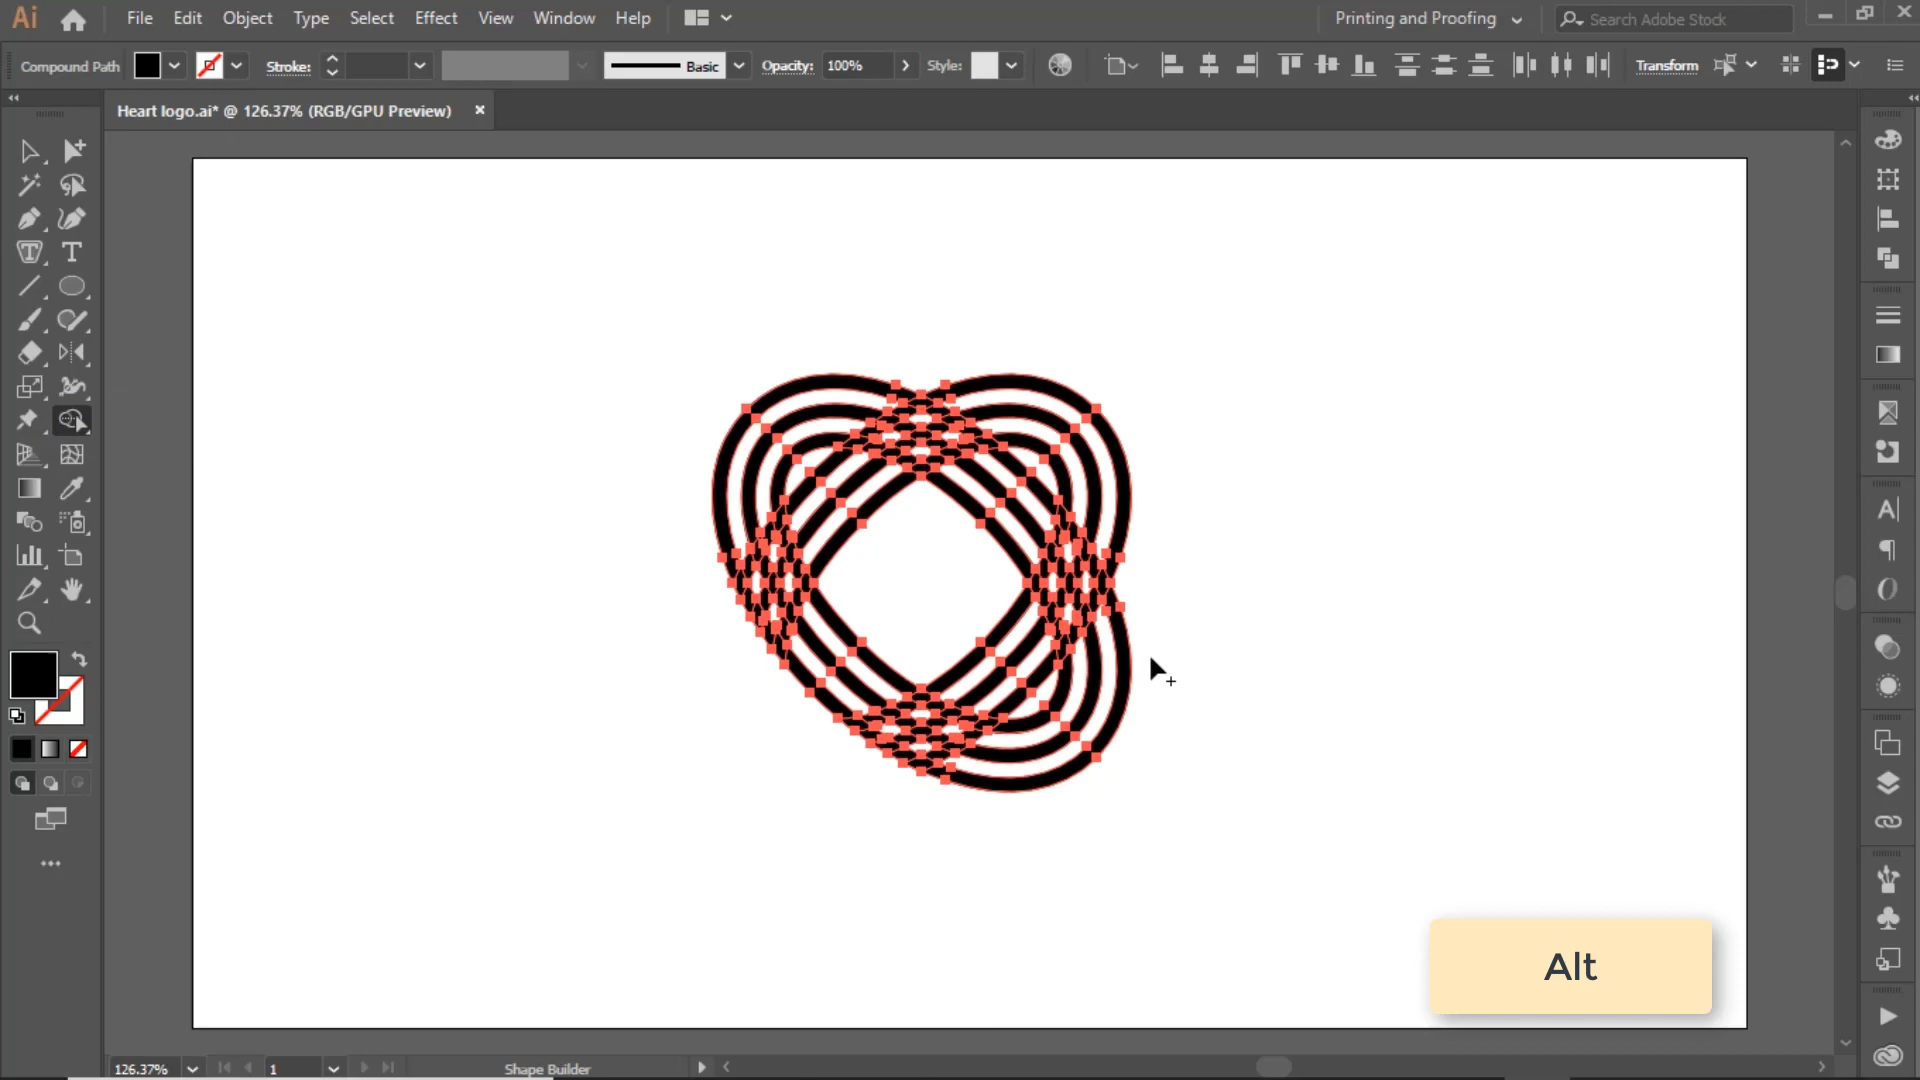 Ai File Edit Object Type Select Effect View Window Help Printing and Proofing Search Adobe Stock
Compound Path Stroke: Basic Opacity: 100% Style: Transform
Heart logo.ai* @ 126.37% (RGB/GPU Preview) ×
Alt
126.37% 1 Shape Builder